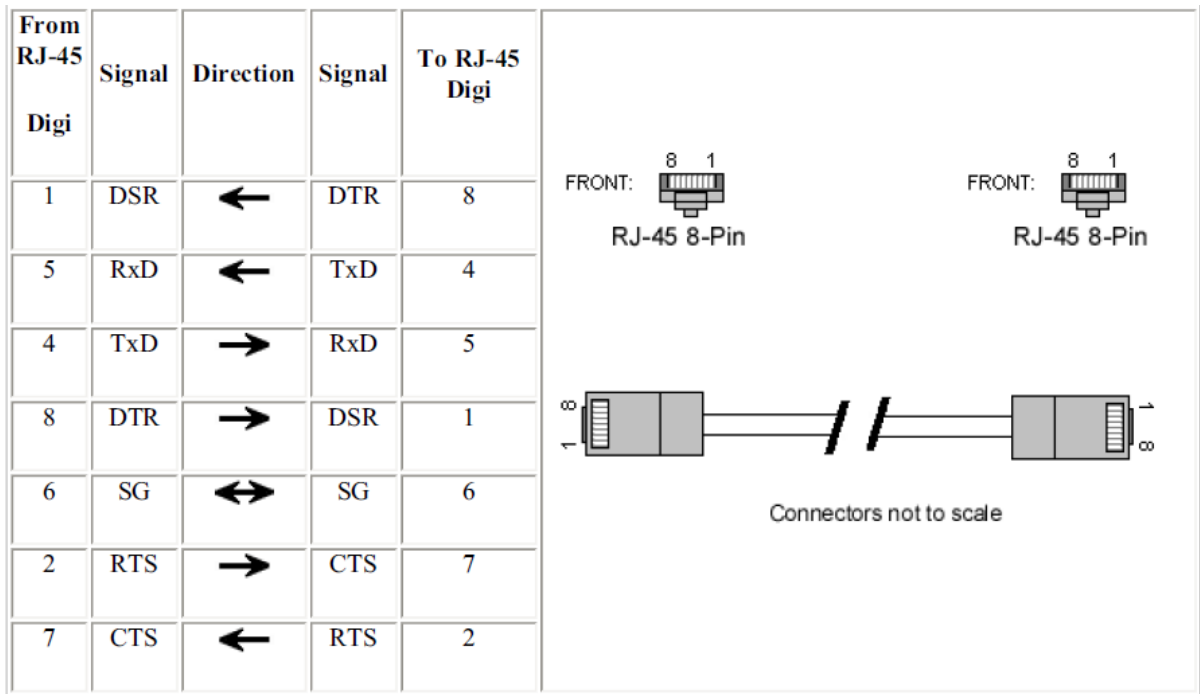 From RJ-45 Digi Signal Direction Signal To RJ-45 Digi
1 DSR ← DTR 8
5 RxD ← TxD 4
4 TxD → RxD 5
8 DTR → DSR 1
6 SG ↔ SG 6
2 RTS → CTS 7
7 CTS ← RTS 2
8 1
FRONT:
RJ-45 8-Pin
8 1
FRONT:
RJ-45 8-Pin
8
1
1
8
Connectors not to scale